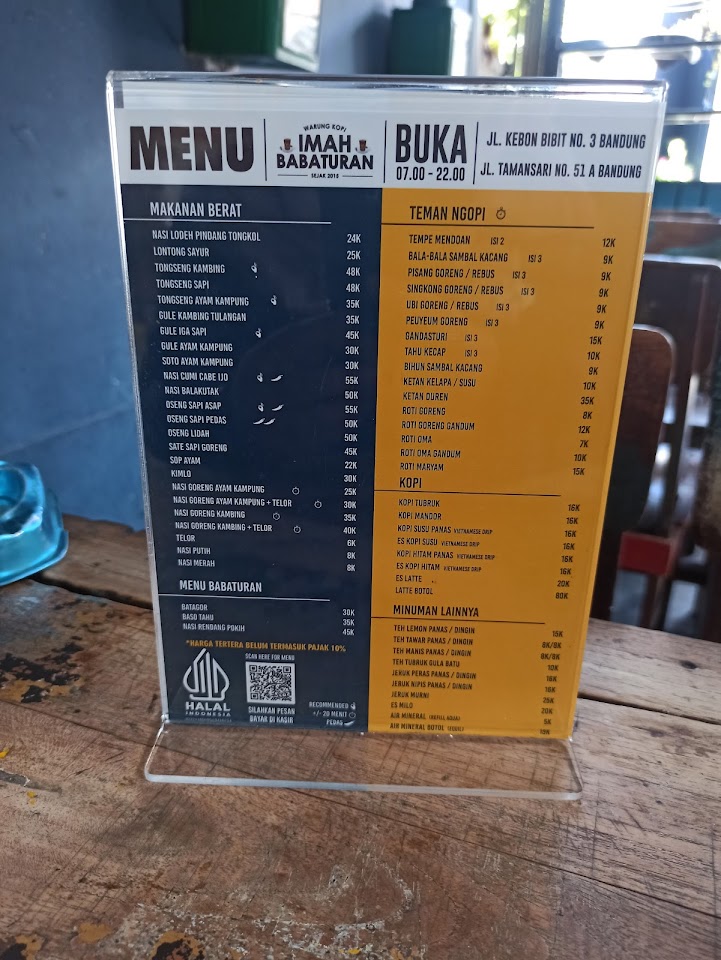 MENU
WARUNG KOPI
IMAH
BABATURAN
SEJAK 2015
BUKA
07.00 - 22.00
JL. KEBON BIBIT NO. 3 BANDUNG
JL. TAMANSARI NO. 51 A BANDUNG
MAKANAN BERAT
NASI LODEH PINDANG TONGKOL 24K
LONTONG SAYUR 25K
TONGSENG KAMBING 48K
TONGSENG SAPI 48K
TONGSENG AYAM KAMPUNG 35K
GULE KAMBING TULANGAN 35K
GULE IGA SAPI 45K
GULE AYAM KAMPUNG 30K
SOTO AYAM KAMPUNG 30K
NASI CUMI CABE IJO 55K
NASI BALAKUTAK 50K
OSENG SAPI ASAP 55K
OSENG SAPI PEDAS 50K
OSENG LIDAH 50K
SATE SAPI GORENG 45K
SOP AYAM 22K
KIMLO 30K
NASI GORENG AYAM KAMPUNG 25K
NASI GORENG AYAM KAMPUNG + TELOR 30K
NASI GORENG KAMBING 35K
NASI GORENG KAMBING + TELOR 40K
TELOR 6K
NASI PUTIH 8K
NASI MERAH 8K
MENU BABATURAN
BATAGOR 30K
BASO TAHU 35K
NASI RENDANG POKIH 45K
*HARGA TERTERA BELUM TERMASUK PAJAK 10%
HALAL
INDONESIA
SCAN HERE FOR MENU
SILAHKAN PESAN
BAYAR DI KASIR
RECOMMENDED
+/- 20 MENIT
PEDAS
TEMAN NGOPI
TEMPE MENDOAN ISI 2 12K
BALA-BALA SAMBAL KACANG ISI 3 9K
PISANG GORENG / REBUS ISI 3 9K
SINGKONG GORENG / REBUS ISI 3 9K
UBI GORENG / REBUS ISI 3 9K
PEUYEUM GORENG ISI 3 9K
GANDASTURI ISI 3 15K
TAHU KECAP ISI 3 10K
BIHUN SAMBAL KACANG 9K
KETAN KELAPA / SUSU 10K
KETAN DUREN 35K
ROTI GORENG 8K
ROTI GORENG GANDUM 12K
ROTI OMA 7K
ROTI OMA GANDUM 10K
ROTI MARYAM 15K
KOPI
KOPI TUBRUK 16K
KOPI MANDOR 16K
KOPI SUSU PANAS VIETNAMESE DRIP 16K
ES KOPI SUSU VIETNAMESE DRIP 16K
KOPI HITAM PANAS VIETNAMESE DRIP 16K
ES KOPI HITAM VIETNAMESE DRIP 16K
ES LATTE 20K
LATTE BOTOL 80K
MINUMAN LAINNYA
TEH LEMON PANAS / DINGIN 15K
TEH TAWAR PANAS / DINGIN 6K/8K
TEH MANIS PANAS / DINGIN 8K/8K
TEH TUBRUK GULA BATU 10K
JERUK PERAS PANAS / DINGIN 16K
JERUK NIPIS PANAS / DINGIN 16K
JERUK MURNI 25K
ES MILO 20K
AIR MINERAL 5K
AIR MINERAL BOTOL